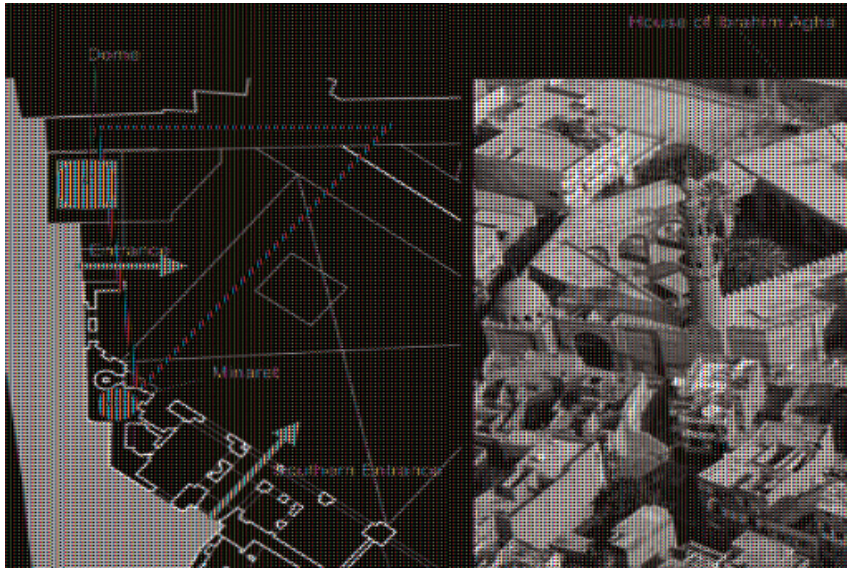 House of Ibrahim Agha
Dome
Entrance
Minaret
Southern Entrance